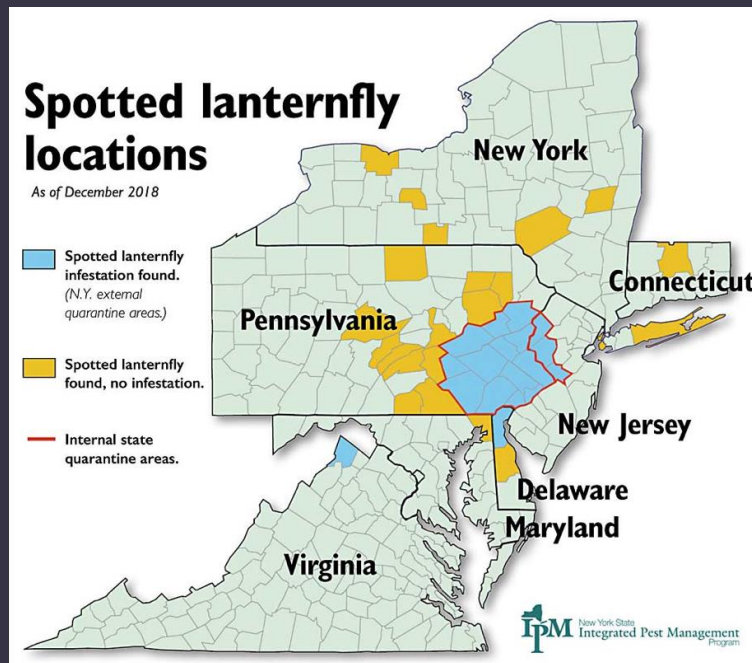 Spotted lanternfly
locations
As of December 2018
Spotted lanternfly
infestation found.
(N.Y. external
quarantine areas.)
Spotted lanternfly
found, no infestation.
Internal state
quarantine areas.
New York
Connecticut
Pennsylvania
New Jersey
Delaware
Maryland
Virginia
IPM
New York State
Integrated Pest Management
Program